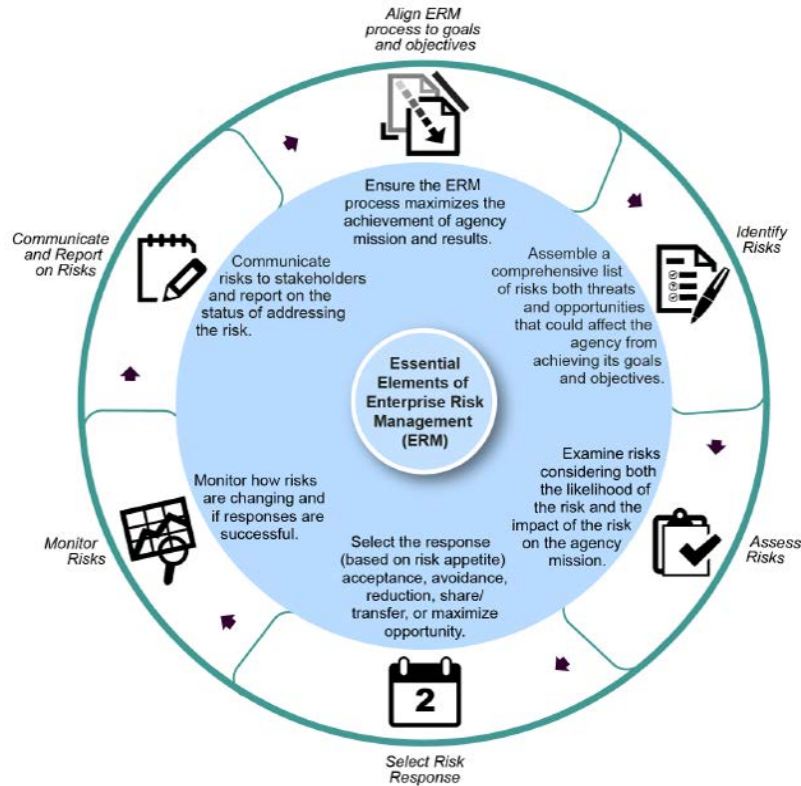 Align ERM
process to goals
and objectives
Ensure the ERM
process maximizes the
achievement of agency
mission and results.
Identify
Risks
Assemble a
comprehensive list
of risks both threats
and opportunities
that could affect the
agency from
achieving its goals
and objectives.
Assess
Risks
Examine risks
considering both
the likelihood of
the risk and the
impact of the risk
on the agency
mission.
Select Risk
Response
Select the response
(based on risk appetite)
acceptance, avoidance,
reduction, share/
transfer, or maximize
opportunity.
2
Monitor
Risks
Monitor how risks
are changing and
if responses are
successful.
Communicate
and Report
on Risks
Communicate
risks to stakeholders
and report on the
status of addressing
the risk.
Essential
Elements of
Enterprise Risk
Management
(ERM)